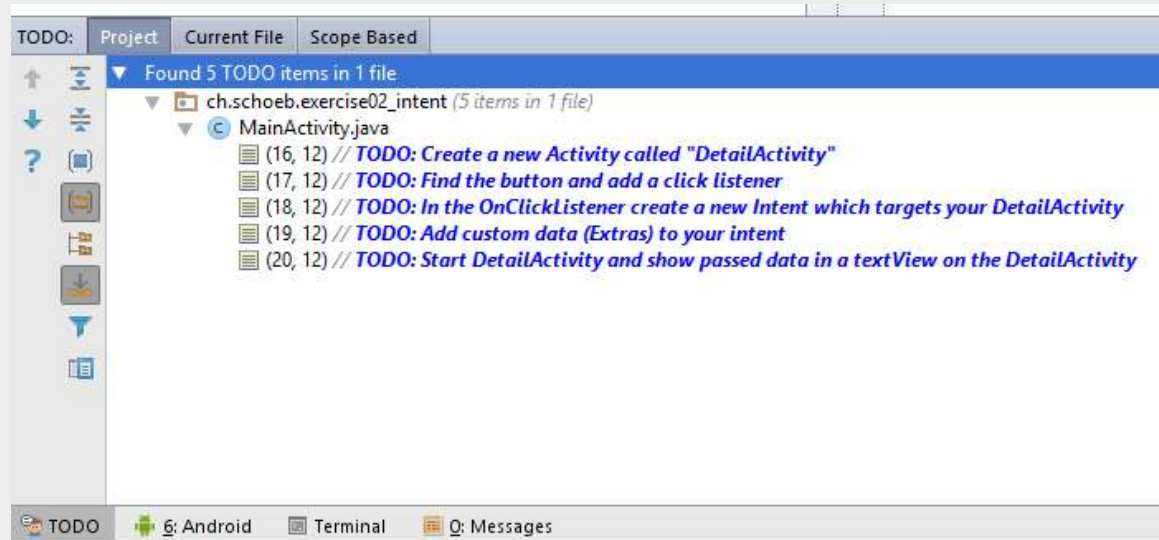 TODO: Project Current File Scope Based
Found 5 TODO items in 1 file
ch.schoeb.exercise02_intent (5 items in 1 file)
MainActivity.java
(16, 12) // TODO: Create a new Activity called "DetailActivity"
(17, 12) // TODO: Find the button and add a click listener
(18, 12) // TODO: In the OnClickListener create a new Intent which targets your DetailActivity
(19, 12) // TODO: Add custom data (Extras) to your intent
(20, 12) // TODO: Start DetailActivity and show passed data in a textView on the DetailActivity
TODO 6: Android Terminal 0: Messages